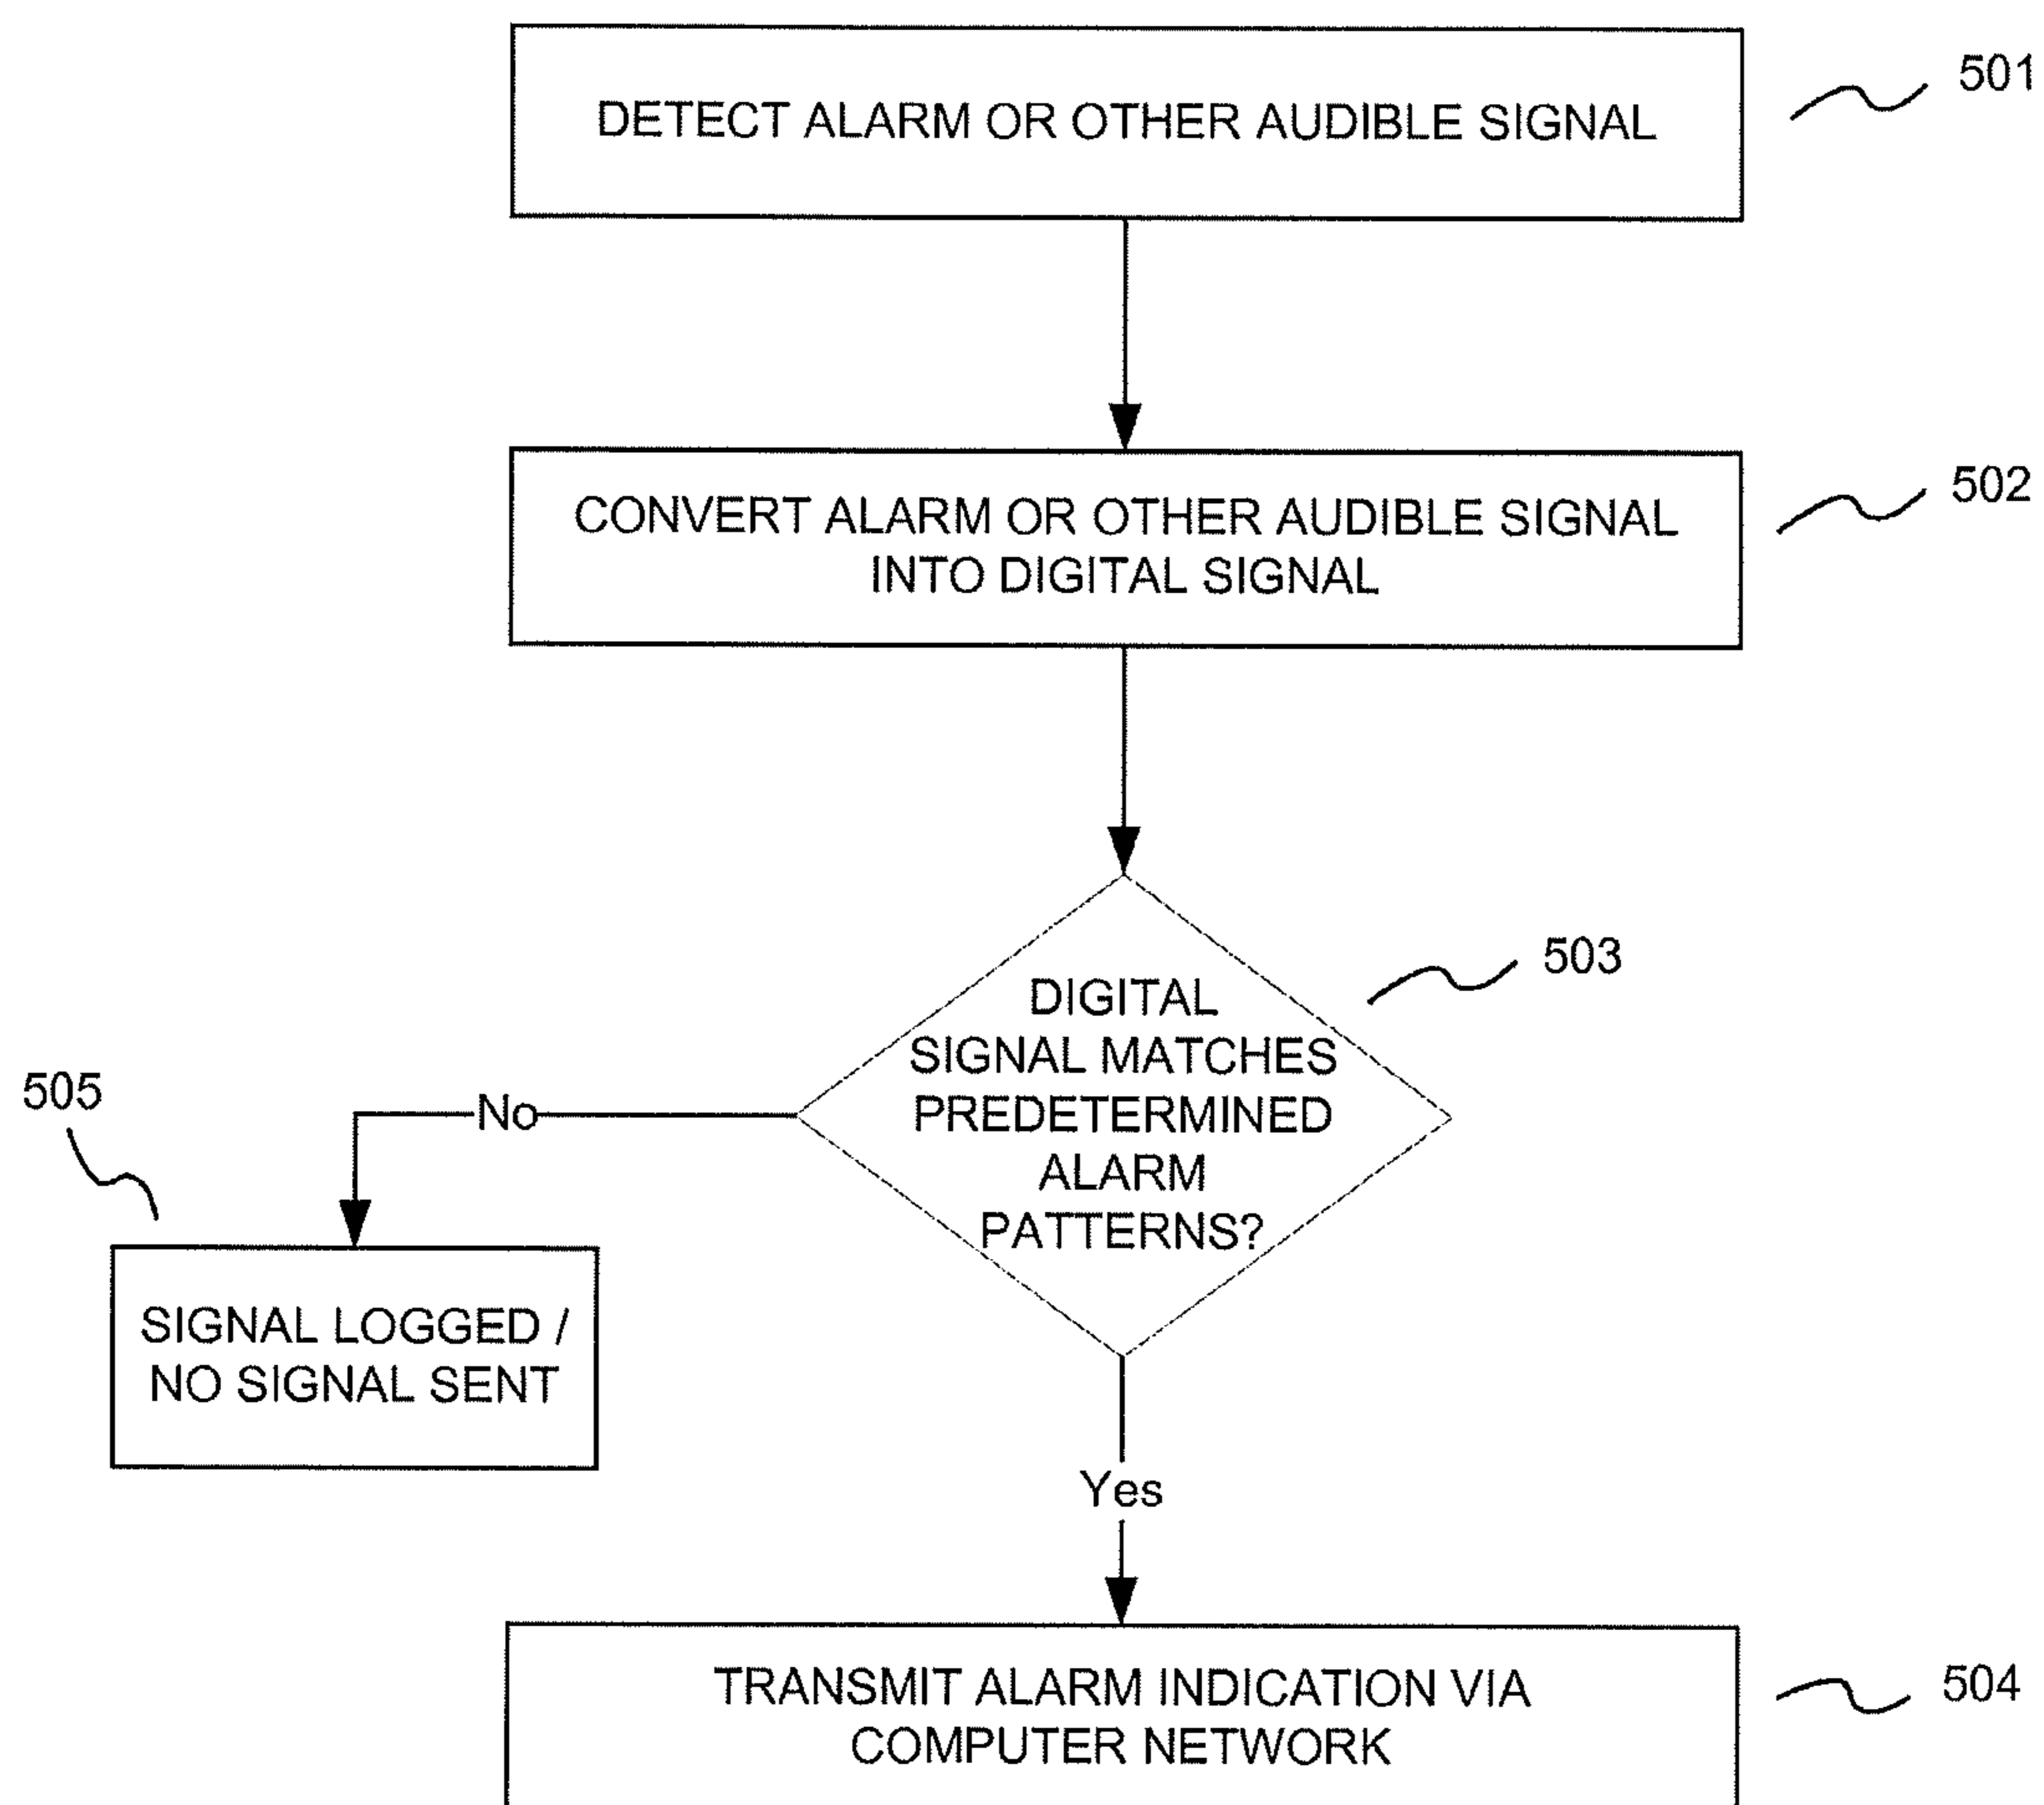 DETECT ALARM OR OTHER AUDIBLE SIGNAL
501
CONVERT ALARM OR OTHER AUDIBLE SIGNAL
INTO DIGITAL SIGNAL
502
DIGITAL
SIGNAL MATCHES
PREDETERMINED
ALARM
PATTERNS?
503
No
505
SIGNAL LOGGED /
NO SIGNAL SENT
Yes
TRANSMIT ALARM INDICATION VIA
COMPUTER NETWORK
504